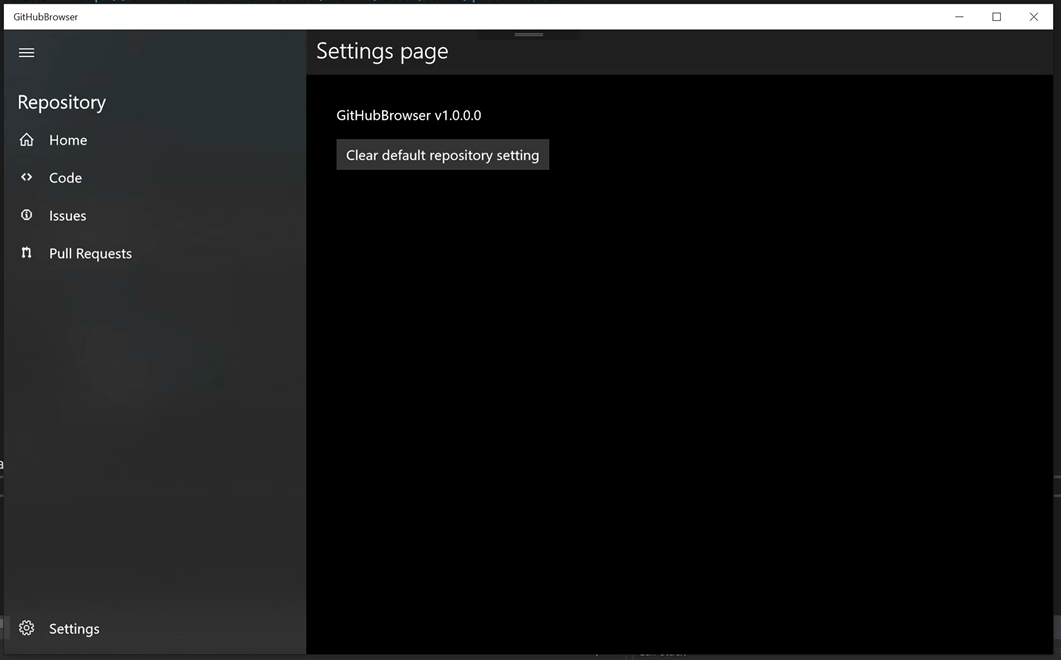 GitHubBrowser
Settings page
Repository
Home
Code
Issues
Pull Requests
Settings
GitHubBrowser v1.0.0.0
Clear default repository setting